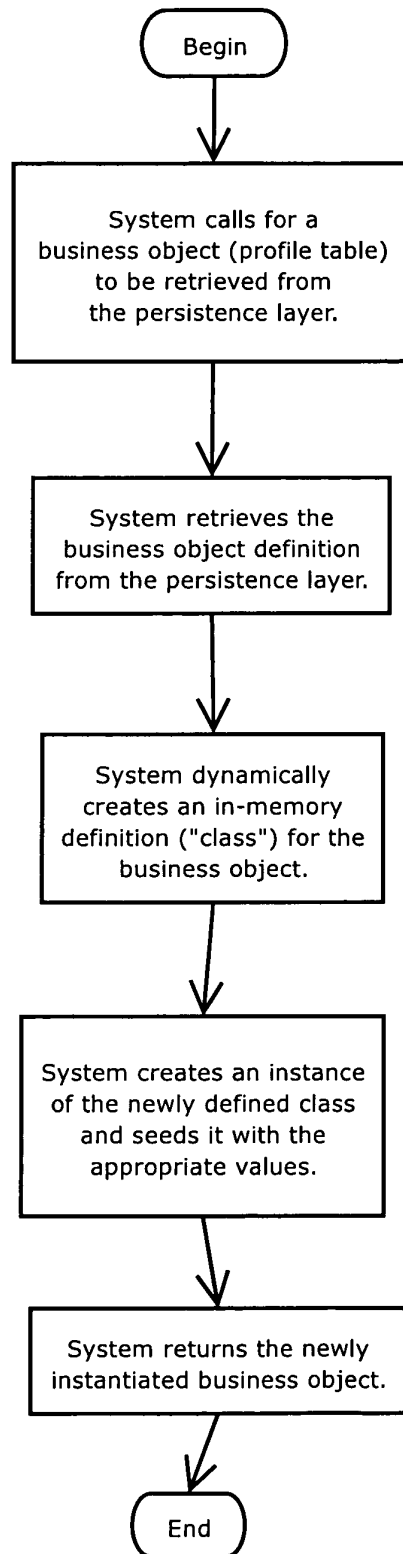 Begin
System calls for a
business object (profile table)
to be retrieved from
the persistence layer.
System retrieves the
business object definition
from the persistence layer.
System dynamically
creates an in-memory
definition ("class") for the
business object.
System creates an instance
of the newly defined class
and seeds it with the
appropriate values.
System returns the newly
instantiated business object.
End